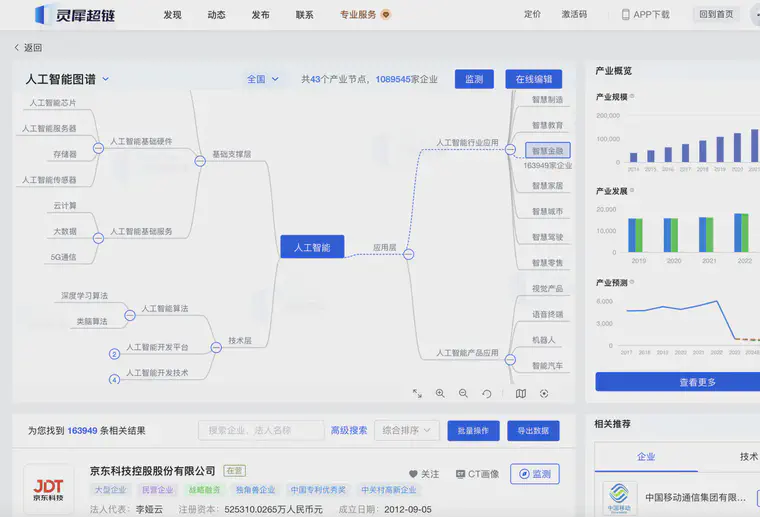 灵犀超链
发现 动态 发布 联系 专业服务 定价 激活码 APP下载 回到首页
返回
人工智能图谱 全国 共43个产业节点，1089545家企业 监测 在线编辑
人工智能芯片
人工智能服务器
人工智能基础硬件
存储器
基础支撑层
人工智能传感器
云计算
大数据
人工智能基础服务
5G通信
人工智能
应用层
深度学习算法
人工智能算法
类脑算法
技术层
2 人工智能开发平台
4 人工智能开发技术
智慧制造
智慧教育
人工智能行业应用
智慧金融
163949家企业
智慧家居
智慧城市
智慧驾驶
智慧零售
视觉产品
语音终端
机器人
人工智能产品应用
智能汽车
产业概览
产业规模
200,000
100,000
0
2014 2015 2016 2017 2018 2019 2020 2021
产业发展
20,000
10,000
0
2019 2020 2021 2022
产业预测
6,000
3,000
0
查看更多
为您找到 163949 条相关结果 搜索企业、法人名称 高级搜索 综合排序 批量操作 导出数据
JDT
京东科技
京东科技控股股份有限公司 在营
关注 CT画像 监测
大型企业 民营企业 战略融资 独角兽企业 中国专利优秀奖 中关村高新企业
法人代表： 李娅云 注册资本： 525310.0265万人民币元 成立日期： 2012-09-05
相关推荐
企业 技术
中国移动
中国移动通信集团有限...